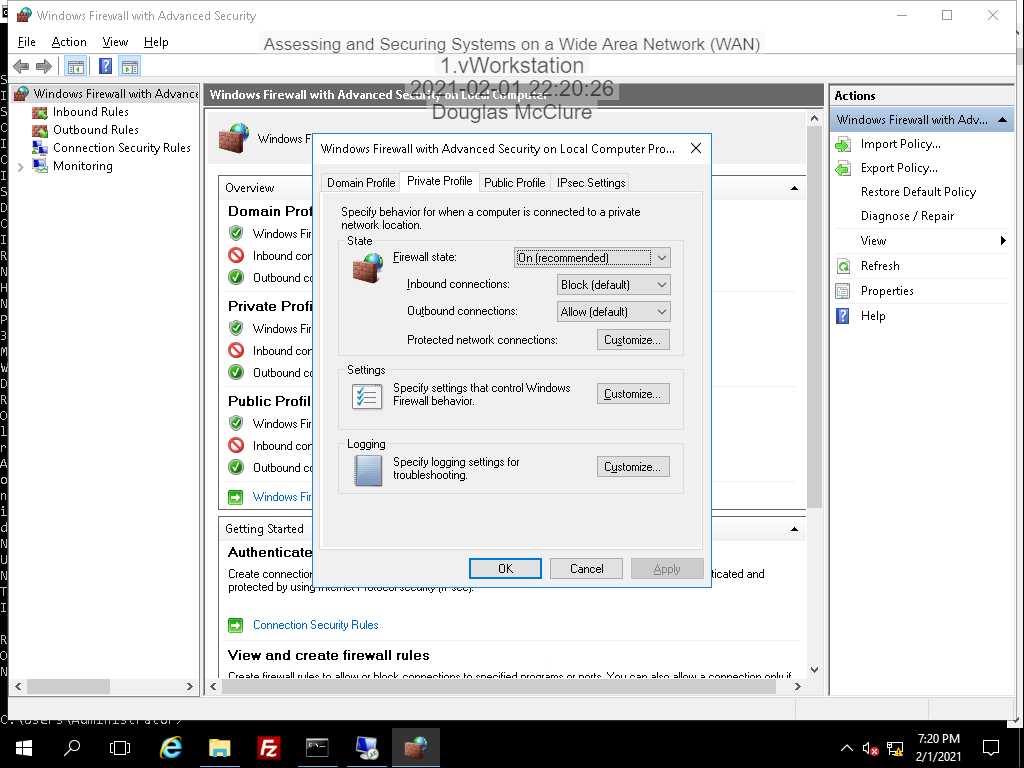 Windows Firewall with Advanced Security
File Action View Help
Assessing and Securing Systems on a Wide Area Network (WAN)
1.vWorkstation
2021-02-01 22:20:26
Douglas McClure
Windows Firewall with Advance
Inbound Rules
Outbound Rules
Connection Security Rules
Monitoring
Windows Firewall with Advanced Security on Local Computer
Windows F
Overview
Domain Prof
Windows Fir
Inbound con
Outbound co
Private Profi
Windows Fir
Inbound con
Outbound co
Public Profil
Windows Fir
Inbound con
Outbound co
Windows Fir
Getting Started
Authenticate
Create connection
ticated and
protected by using Internet Protocol security (IPsec).
Connection Security Rules
View and create firewall rules
Create firewall rules to allow or block connections to specified programs or ports. You can also allow a connection only if
Windows Firewall with Advanced Security on Local Computer Pro...
Domain Profile Private Profile Public Profile IPsec Settings
Specify behavior for when a computer is connected to a private
network location.
State
Firewall state: On (recommended)
Inbound connections: Block (default)
Outbound connections: Allow (default)
Protected network connections: Customize...
Settings
Specify settings that control Windows
Firewall behavior.
Customize...
Logging
Specify logging settings for
troubleshooting.
Customize...
OK Cancel Apply
Actions
Windows Firewall with Adv...
Import Policy...
Export Policy...
Restore Default Policy
Diagnose / Repair
View
Refresh
Properties
Help
C:\Users\Administrator>
7:20 PM
2/1/2021